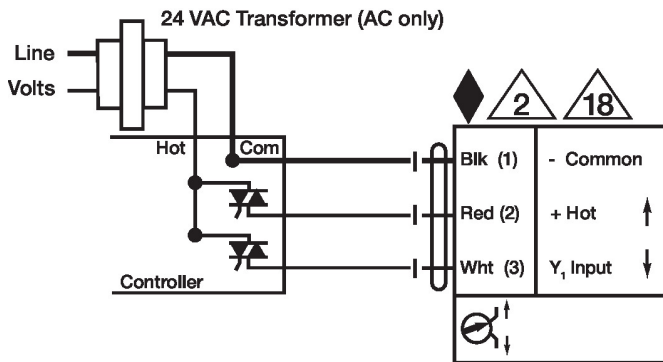 24 VAC Transformer (AC only)
Line
Volts
2
18
Hot
Com
Blk (1)
- Common
Red (2)
+ Hot
Wht (3)
Y1 Input
Controller